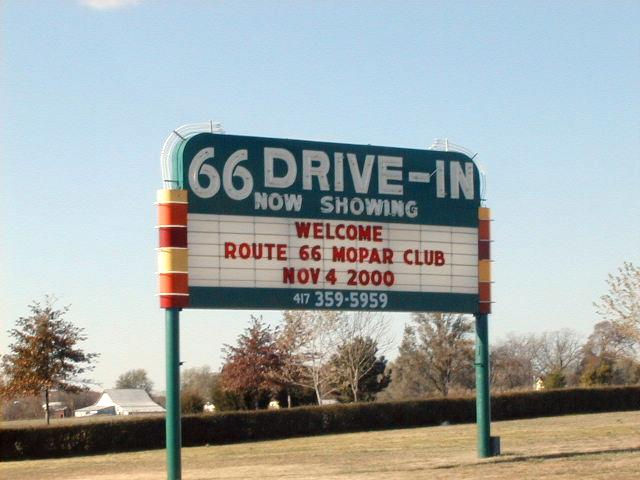 66 DRIVE-IN
NOW SHOWING
WELCOME
ROUTE 66 MOPAR CLUB
NOV 4 2000
417 359-5959